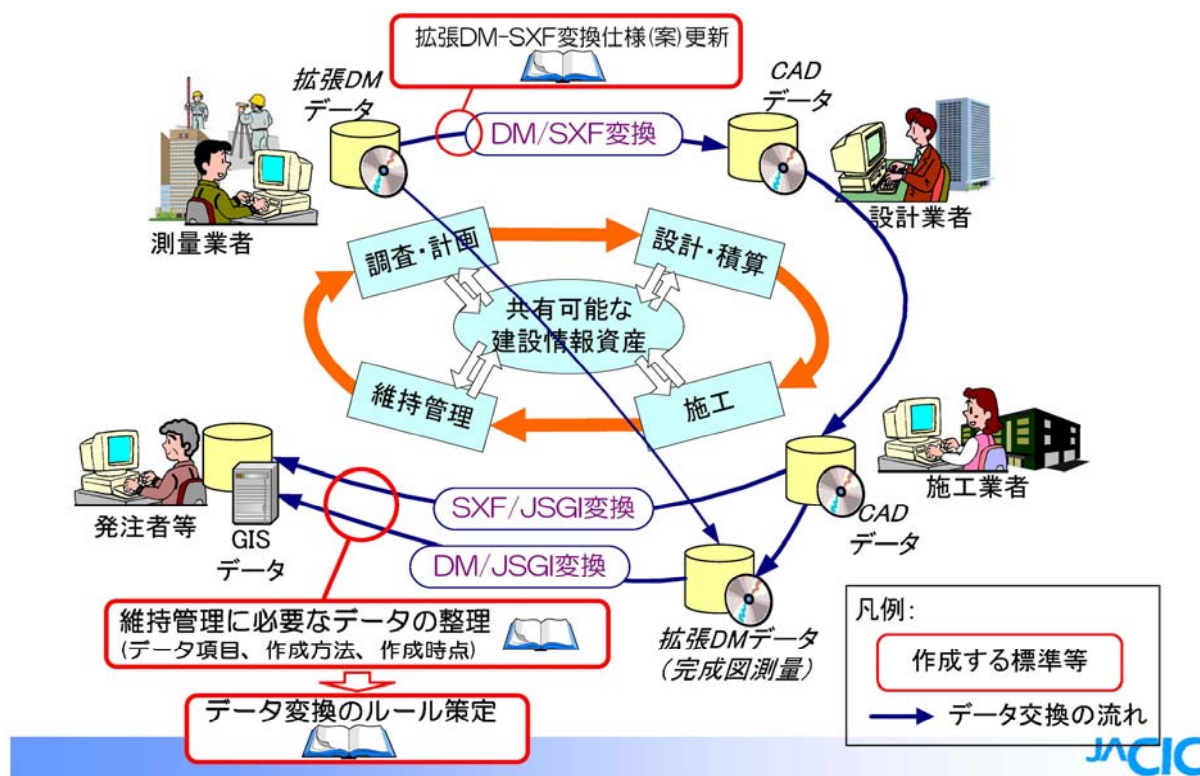 拡張DM-SXF変換仕様(案)更新
拡張DM
データ
CAD
データ
DM/SXF変換
測量業者
設計業者
調査・計画
設計・積算
共有可能な
建設情報資産
維持管理
施工
発注者等
GIS
データ
SXF/JSGI変換
DM/JSGI変換
CAD
データ
施工業者
拡張DMデータ
(完成図測量)
維持管理に必要なデータの整理
(データ項目、作成方法、作成時点)
データ変換のルール策定
凡例:
作成する標準等
データ交換の流れ
JACIC